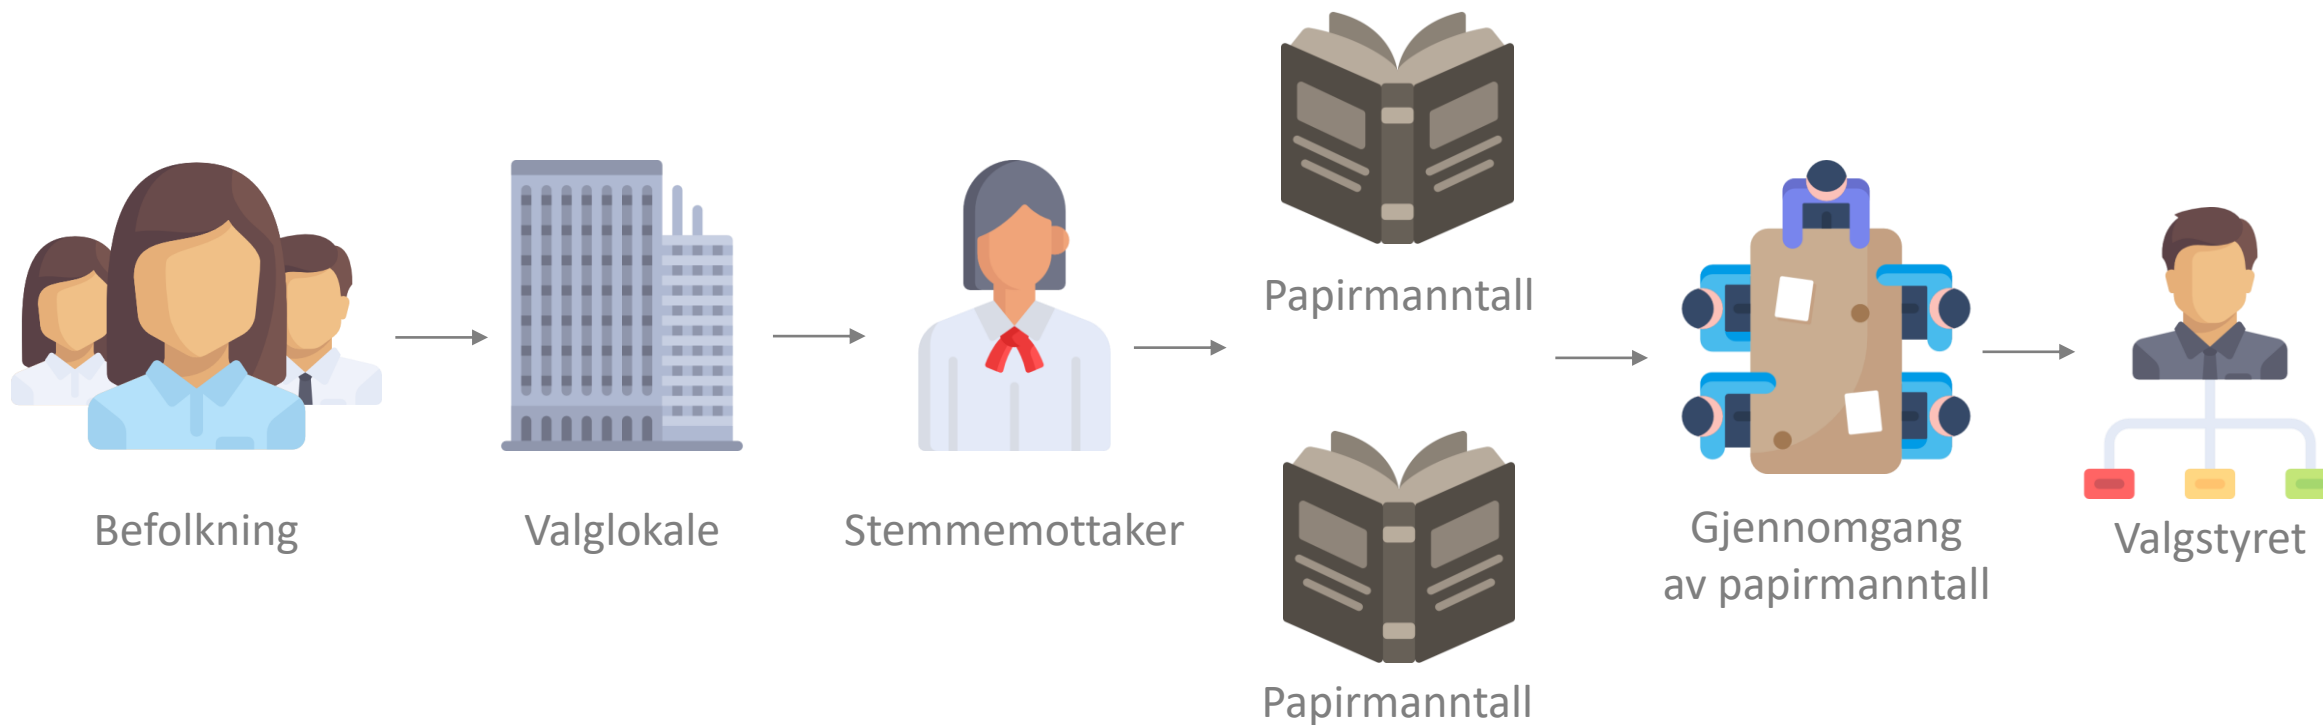 Befolkning
Valglokale
Stemmemottaker
Papirmanntall
Papirmanntall
Gjennomgang
av papirmanntall
Valgstyret